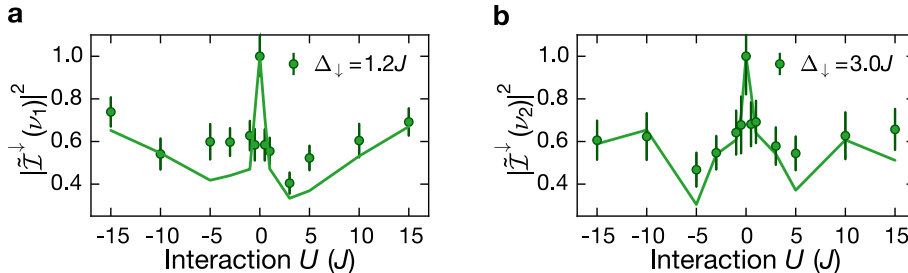 a
|Ĩ↓(ν₁)|²
1.0
0.8
0.6
0.4
Δ↓=1.2J
-15 -10 -5 0 5 10 15
Interaction U (J)
b
|Ĩ↓(ν₂)|²
1.0
0.8
0.6
0.4
Δ↓=3.0J
-15 -10 -5 0 5 10 15
Interaction U (J)